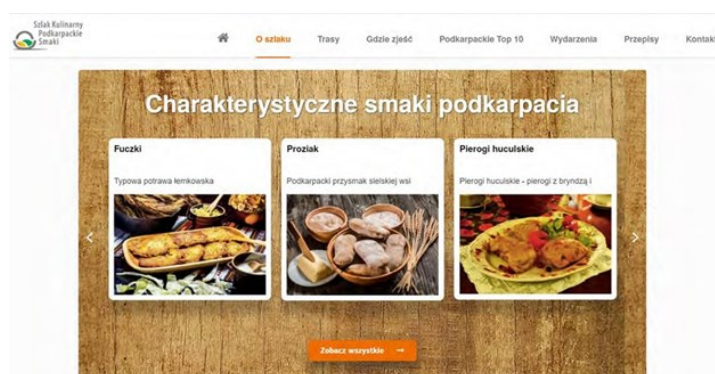 Szlak Kulinarny
Podkarpackie
Smaki
O szlaku Trasy Gdzie zjeść Podkarpackie Top 10 Wydarzenia Przepisy Kontakt
Charakterystyczne smaki podkarpacia
Fuczki Proziak Pierogi huculskie
Typowa potrawa łemkowska Podkarpacki przysmak sielskiej wsi Pierogi huculskie - pierogi z bryndzą i
Zobacz wszystkie →